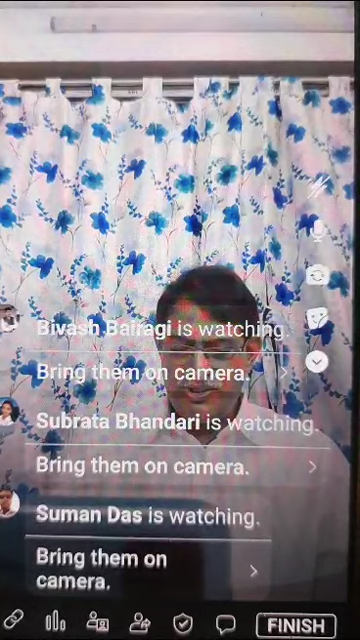 Bivash Bairagi is watching.
Bring them on camera.
Subrata Bhandari is watching.
Bring them on camera.
Suman Das is watching.
Bring them on
camera.
FINISH